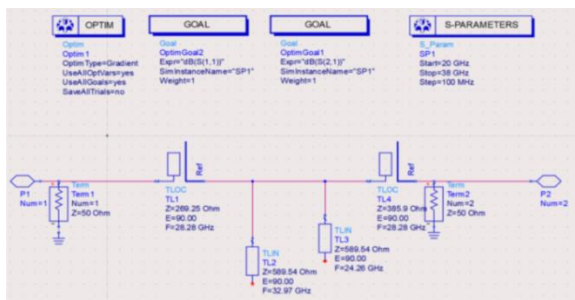 OPTIM
GOAL
GOAL
S-PARAMETERS
Optim
Optim1
OptimType=Gradient
UseAllOptVars=yes
UseAllGoals=yes
SaveAllTrials=no
Goal
OptimGoal2
Expr="dB(S(1,1))"
SimInstanceName="SP1"
Weight=1
Goal
OptimGoal1
Expr="dB(S(2,1))"
SimInstanceName="SP1"
Weight=1
S_Param
SP1
Start=20 GHz
Stop=38 GHz
Step=100 MHz
P1
Num=1
Term
Term1
Num=1
Z=50 Ohm
Ref
TLOC
TL1
Z=269.25 Ohm
E=90.00
F=28.28 GHz
TLIN
TL2
Z=589.54 Ohm
E=90.00
F=32.97 GHz
TLIN
TL3
Z=589.54 Ohm
E=90.00
F=24.26 GHz
Ref
TLOC
TL4
Z=385.9 Ohm
E=90.00
F=28.28 GHz
Term
Term2
Num=2
Z=50 Ohm
P2
Num=2